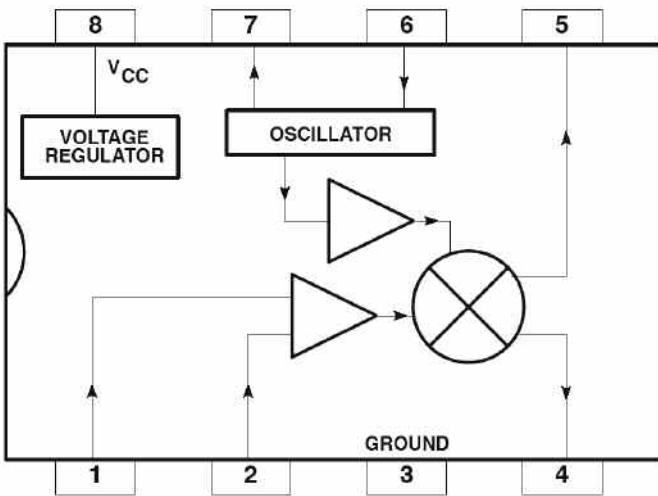 8 7 6 5
VCC
VOLTAGE
REGULATOR
OSCILLATOR
GROUND
1 2 3 4